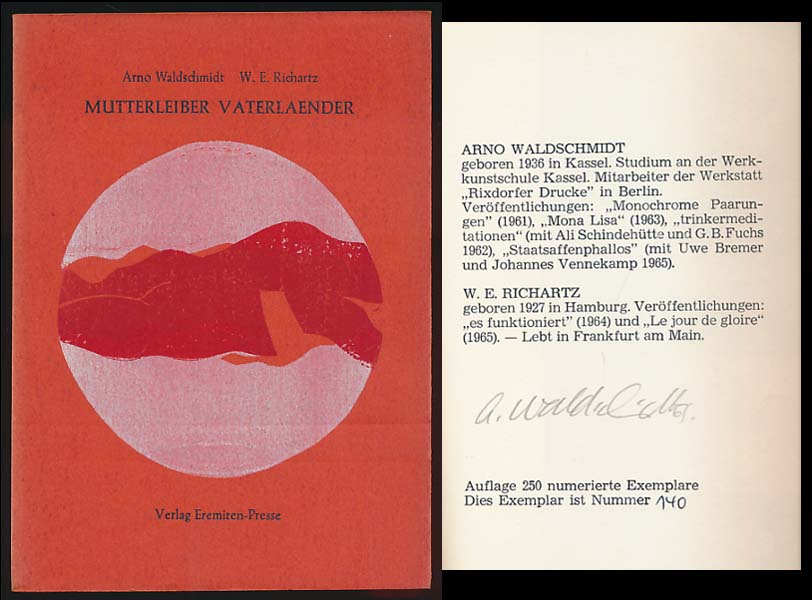 Arno Waldschmidt W. E. Richartz
MUTTERLEIBER VATERLAENDER
Verlag Eremiten-Presse
ARNO WALDSCHMIDT
geboren 1936 in Kassel. Studium an der Werk-
kunstschule Kassel. Mitarbeiter der Werkstatt
„Rixdorfer Drucke" in Berlin.
Veröffentlichungen: „Monochrome Paarun-
gen" (1961), „Mona Lisa" (1963), „trinkermedi-
tationen" (mit Ali Schindehütte und G. B. Fuchs
1962), „Staatsaffenphallos" (mit Uwe Bremer
und Johannes Vennekamp 1965).
W. E. RICHARTZ
geboren 1927 in Hamburg. Veröffentlichungen:
„es funktioniert" (1964) und „Le jour de gloire"
(1965). — Lebt in Frankfurt am Main.
A. Waldschmidt
Auflage 250 numerierte Exemplare
Dies Exemplar ist Nummer 140